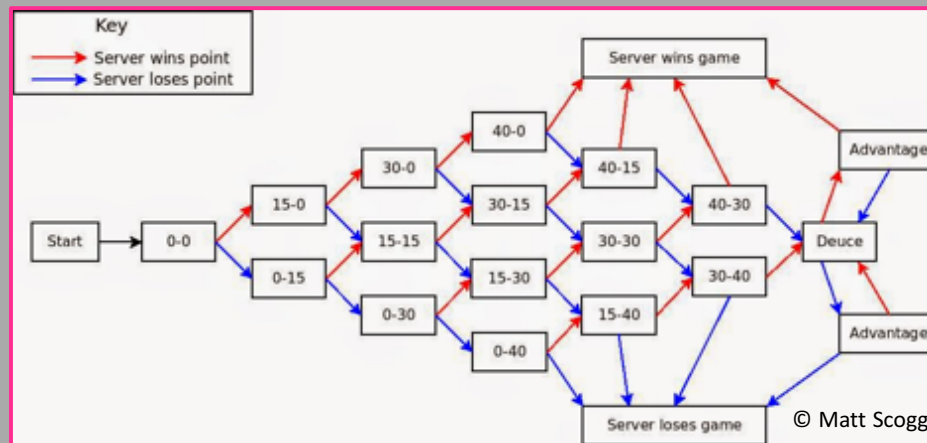 Key
Server wins point
Server loses point
Server wins game
40-0
Advantage
30-0
40-15
15-0
30-15
40-30
Start
0-0
15-15
30-30
Deuce
0-15
15-30
30-40
0-30
15-40
0-40
Advantage
Server loses game
© Matt Scogg